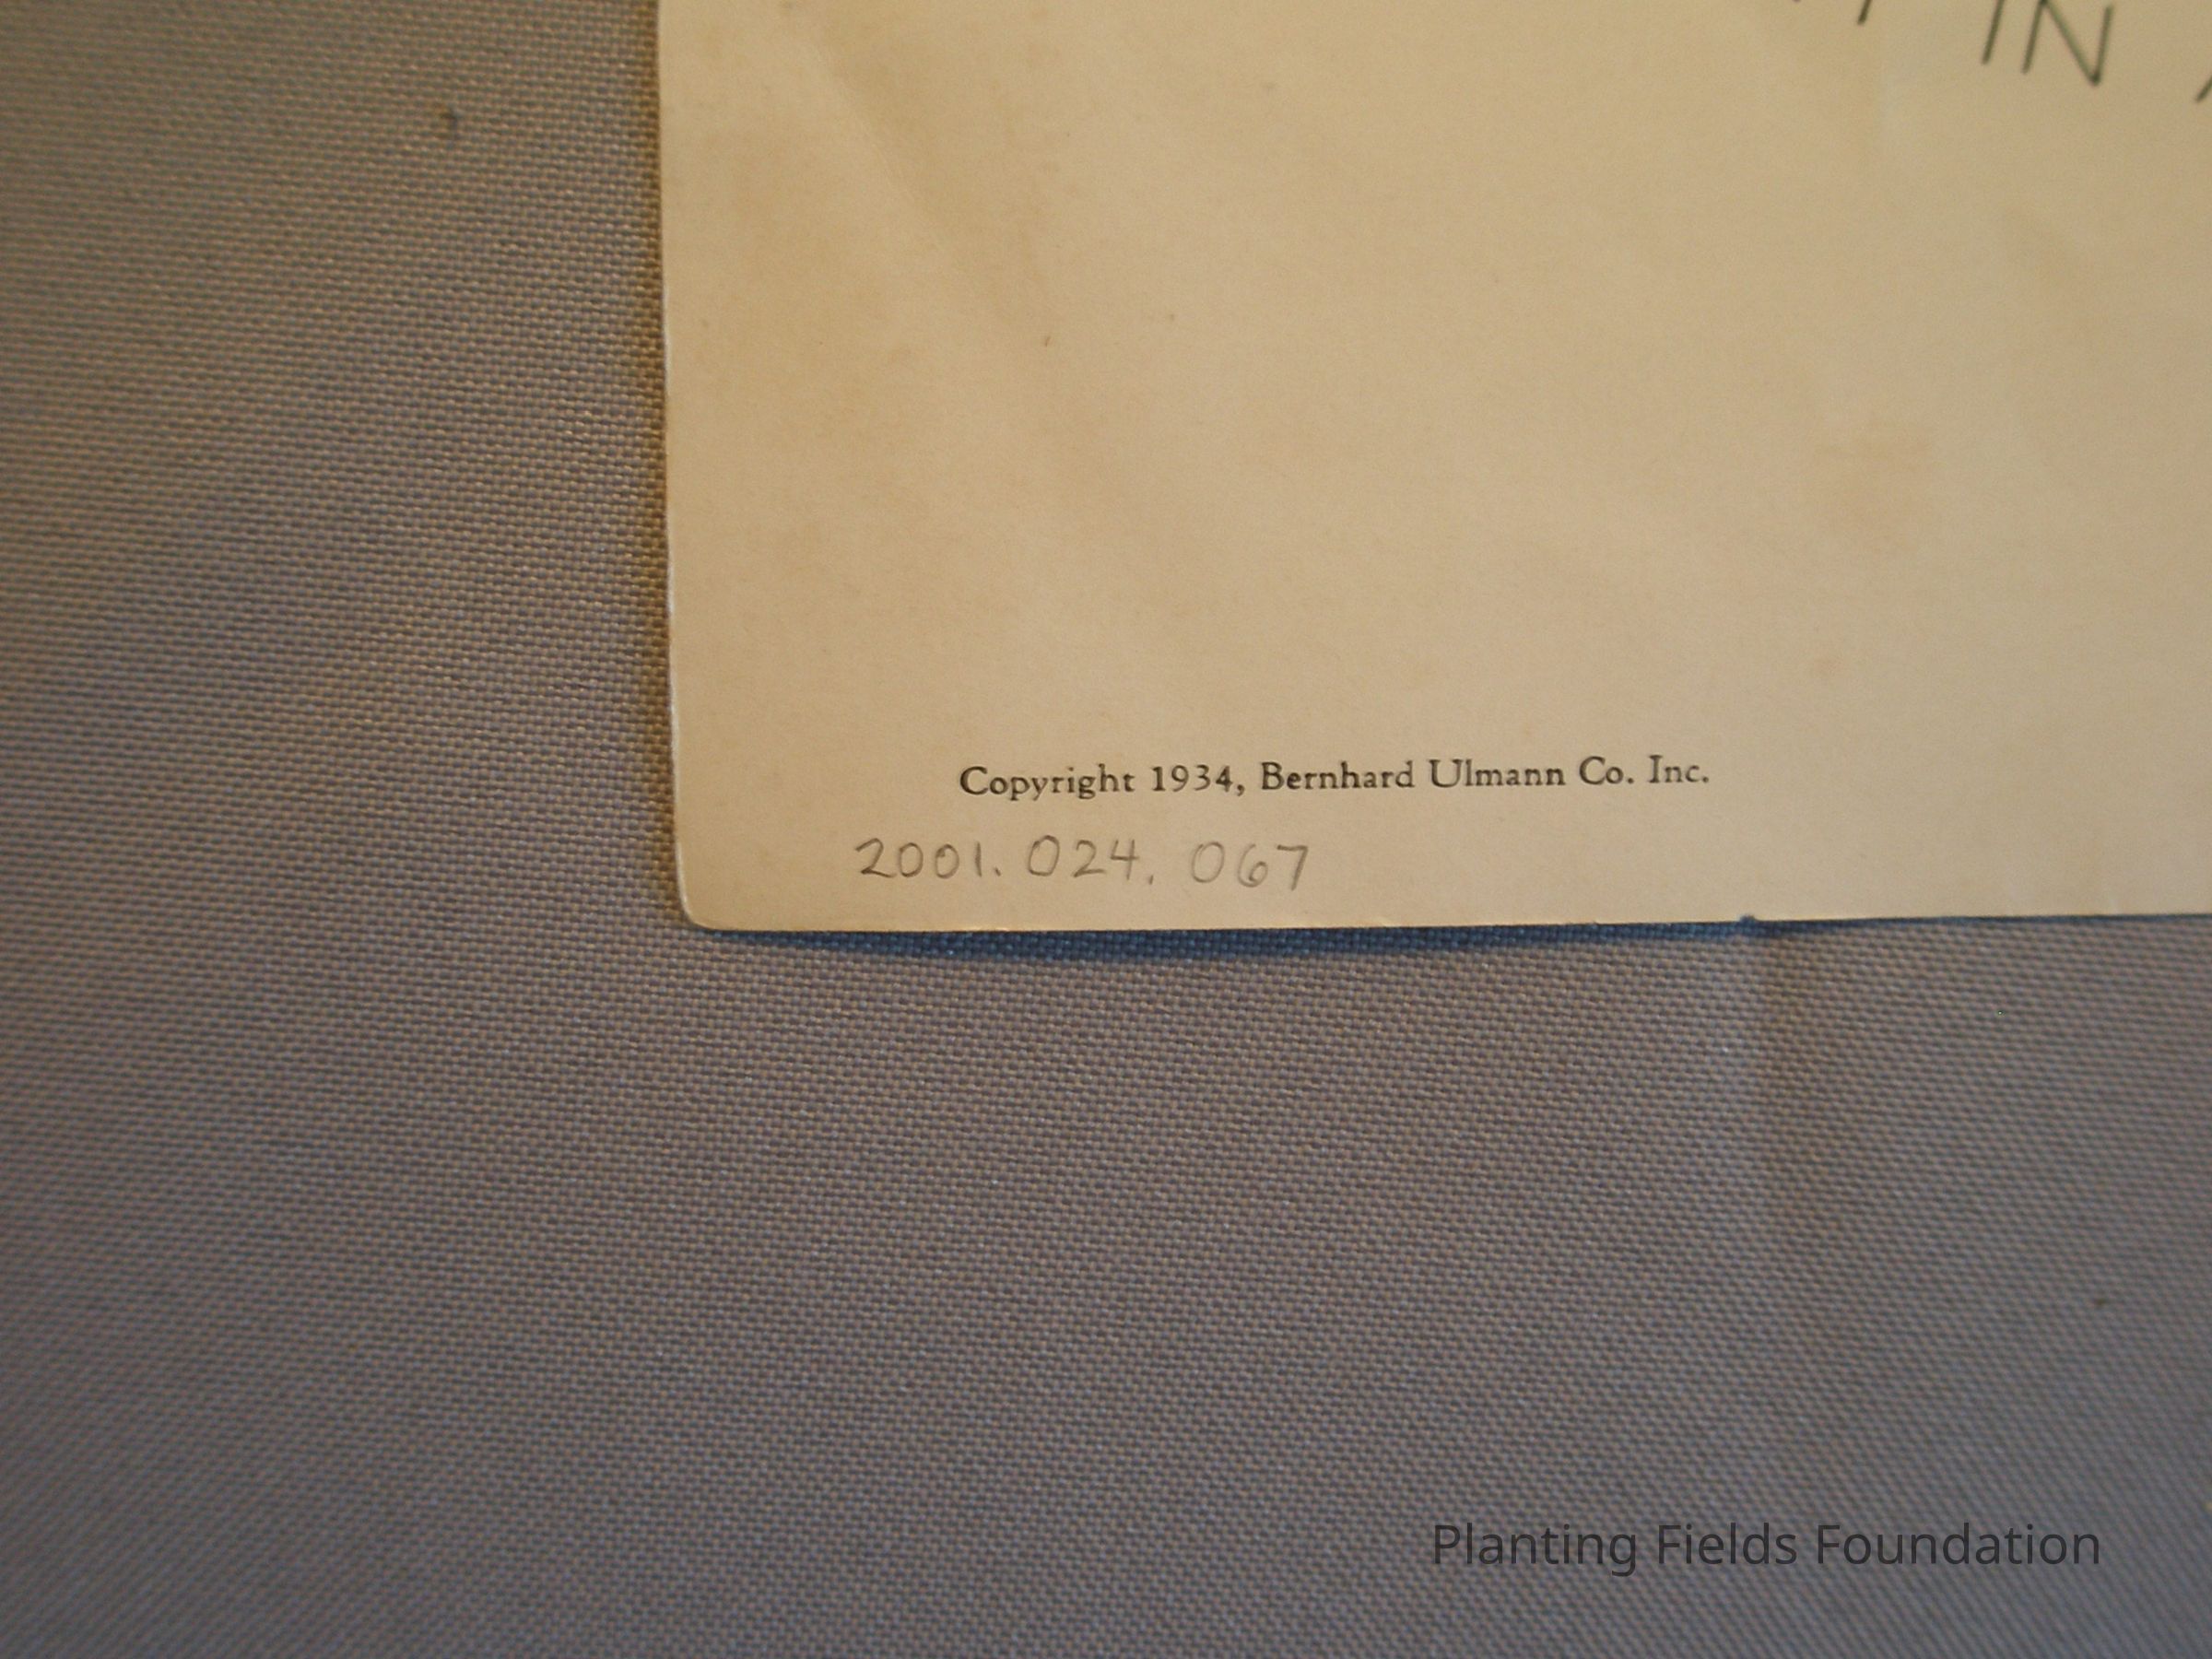 IN
Copyright 1934, Bernhard Ulmann Co. Inc.
2001. 024. 067
Planting Fields Foundation